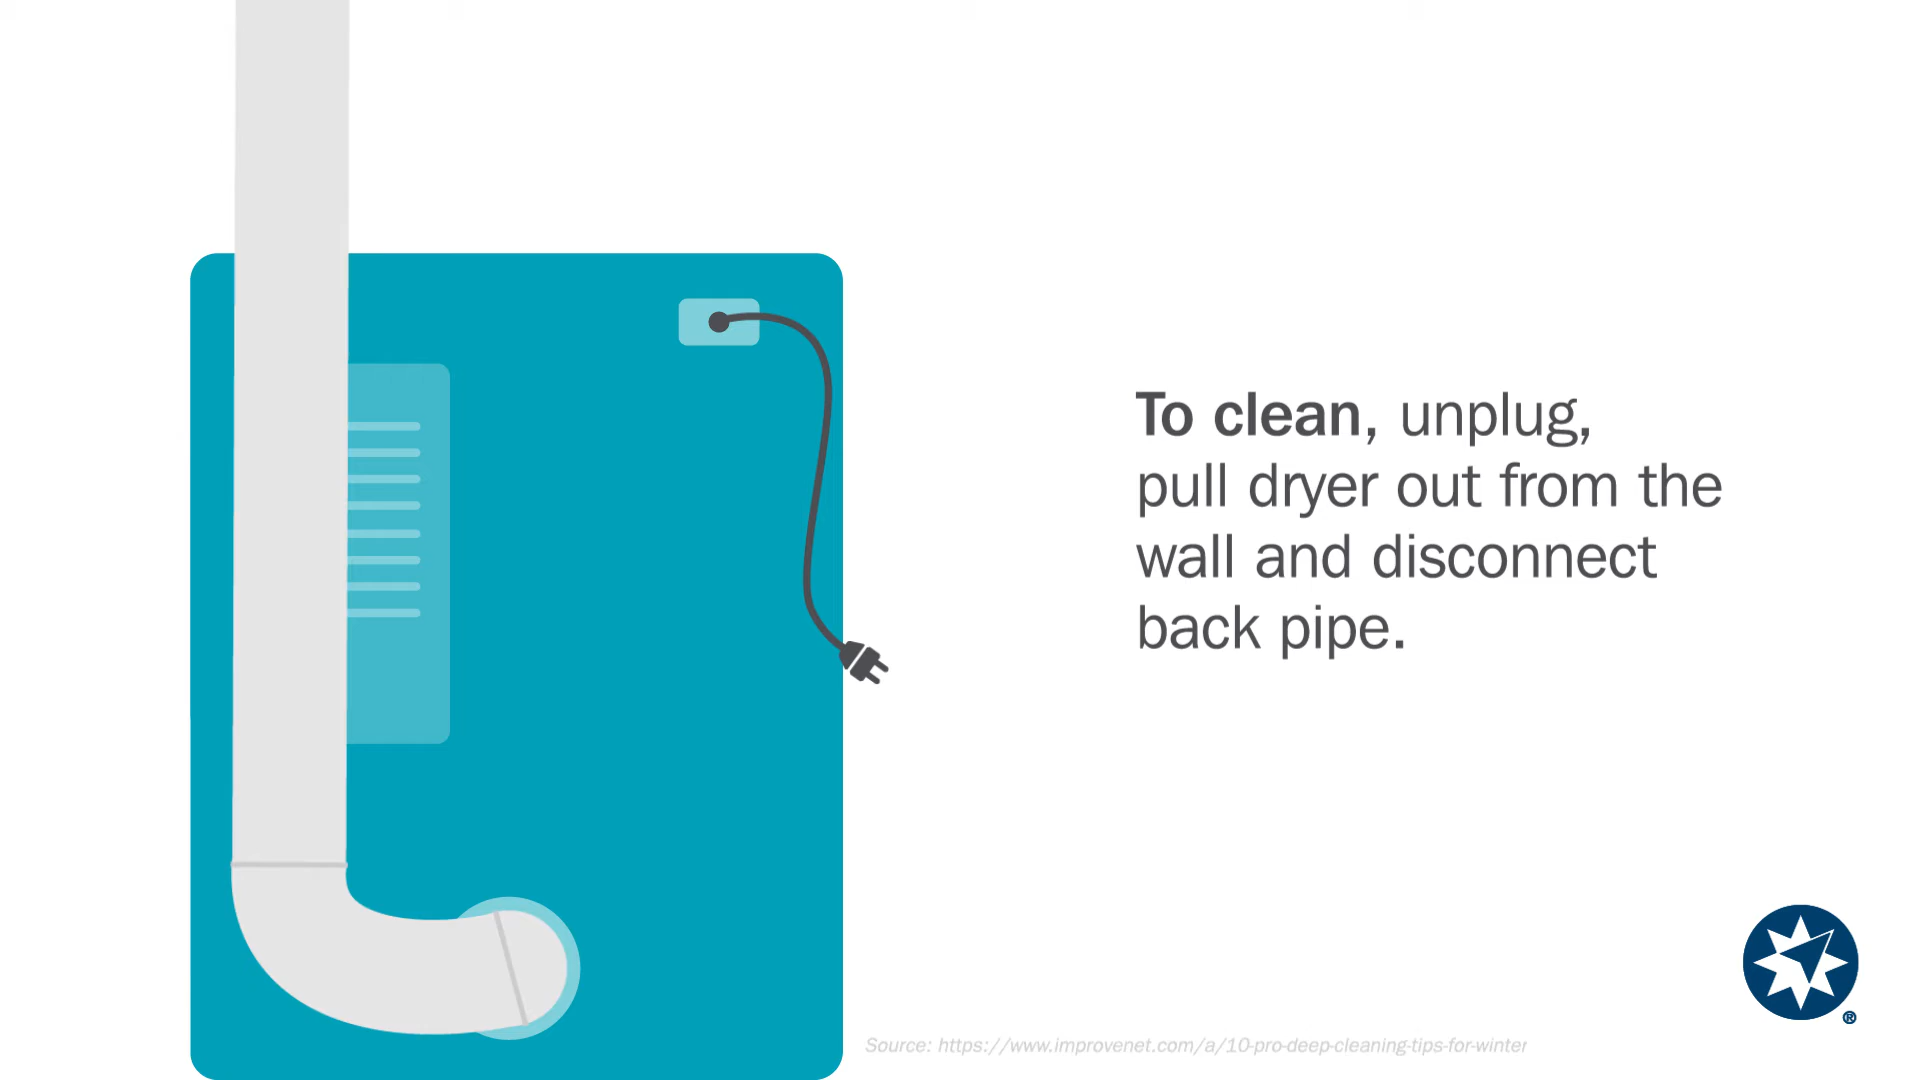 To clean, unplug,
pull dryer out from the
wall and disconnect
back pipe.
®
Source: https://www.improvenet.com/a/10-pro-deep-cleaning-tips-for-winter